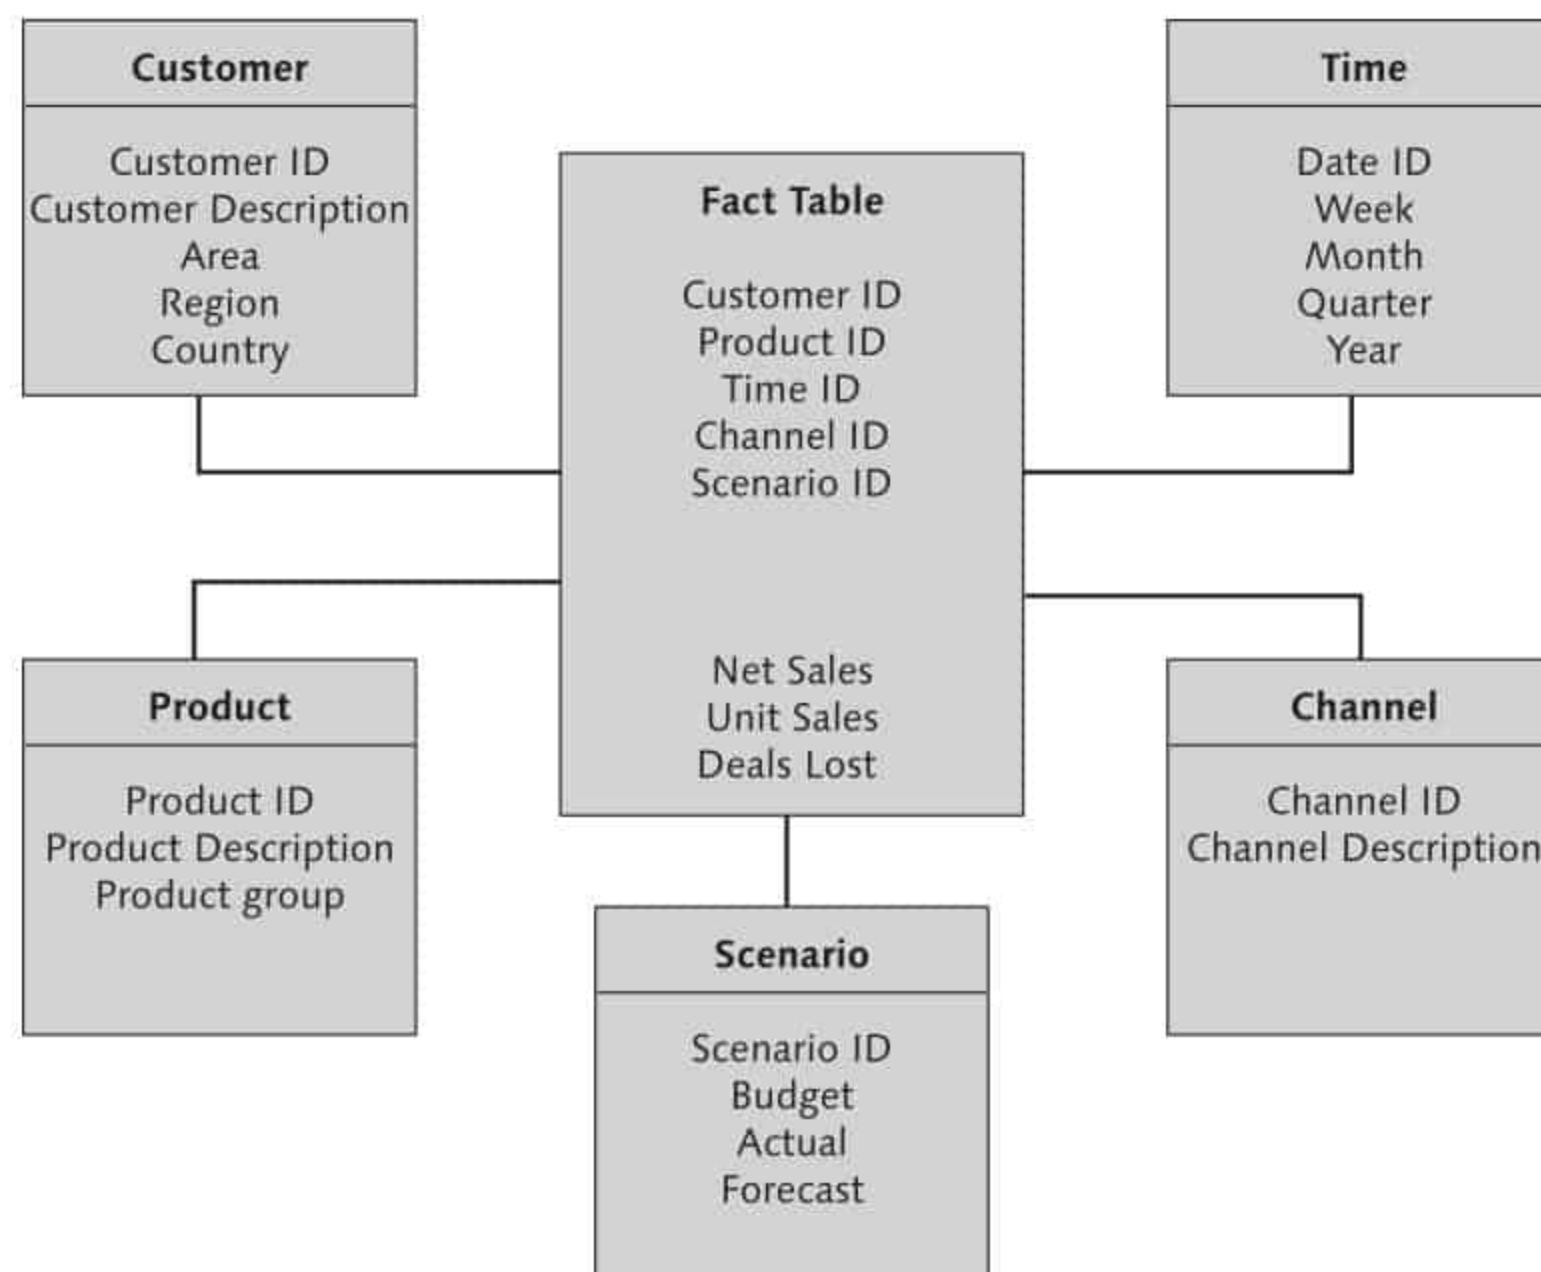 Customer
Customer ID
Customer Description
Area
Region
Country
Time
Date ID
Week
Month
Quarter
Year
Fact Table
Customer ID
Product ID
Time ID
Channel ID
Scenario ID
Net Sales
Unit Sales
Deals Lost
Product
Product ID
Product Description
Product group
Channel
Channel ID
Channel Description
Scenario
Scenario ID
Budget
Actual
Forecast